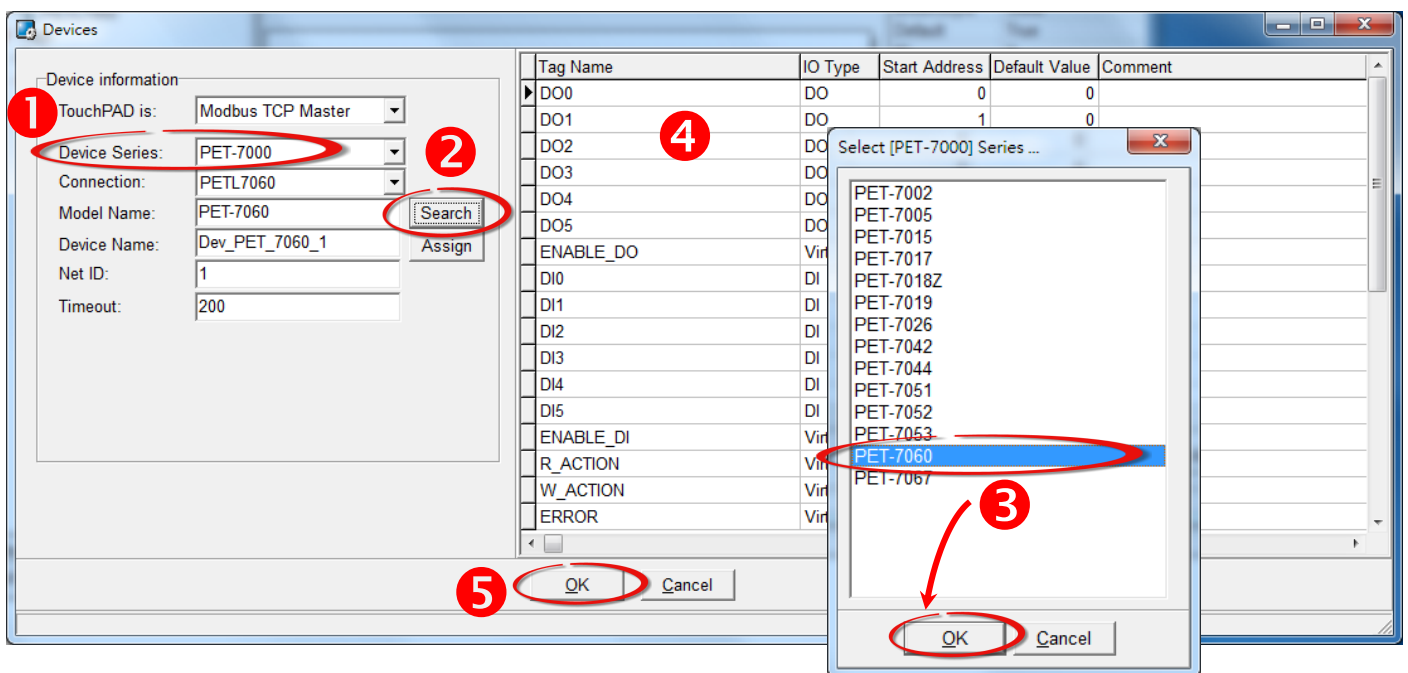 Devices
Device information
1
TouchPAD is: Modbus TCP Master
Device Series: PET-7000
2
Connection: PETL7060
Model Name: PET-7060 Search
Device Name: Dev_PET_7060_1 Assign
Net ID: 1
Timeout: 200
Tag Name IO Type Start Address Default Value Comment
DO0 DO 0 0
DO1 DO 1 0
4
DO2 DO
DO3 DO
DO4 DO
DO5 DO
ENABLE_DO Virt
DI0 DI
DI1 DI
DI2 DI
DI3 DI
DI4 DI
DI5 DI
ENABLE_DI Virt
R_ACTION Virt
W_ACTION Virt
ERROR Virt
5
OK Cancel
Select [PET-7000] Series ...
PET-7002
PET-7005
PET-7015
PET-7017
PET-7018Z
PET-7019
PET-7026
PET-7042
PET-7044
PET-7051
PET-7052
PET-7053
PET-7060
PET-7067
3
OK Cancel